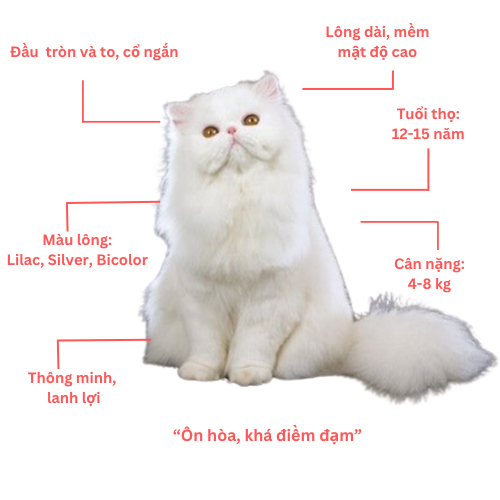 Đầu tròn và to, cổ ngắn
Lông dài, mềm
mật độ cao
Tuổi thọ:
12-15 năm
Màu lông:
Lilac, Silver, Bicolor
Cân nặng:
4-8 kg
Thông minh,
lanh lợi
“Ôn hòa, khá điềm đạm”